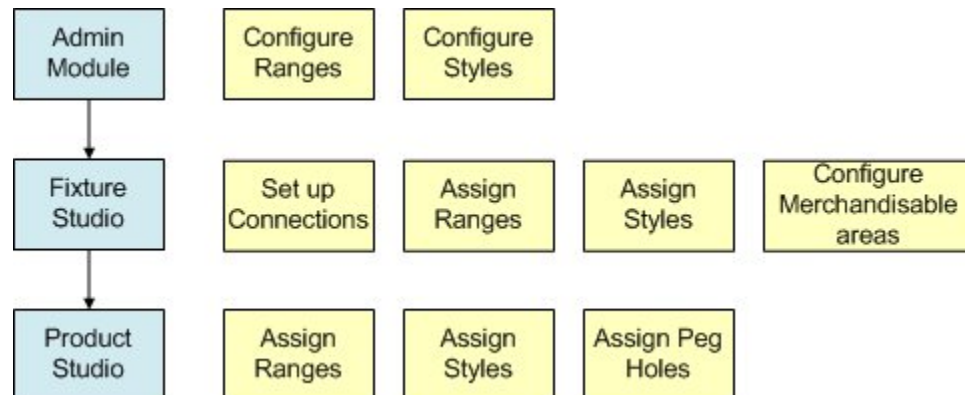 Admin
Module
Configure
Ranges
Configure
Styles
Fixture
Studio
Set up
Connections
Assign
Ranges
Assign
Styles
Configure
Merchandisable
areas
Product
Studio
Assign
Ranges
Assign
Styles
Assign Peg
Holes